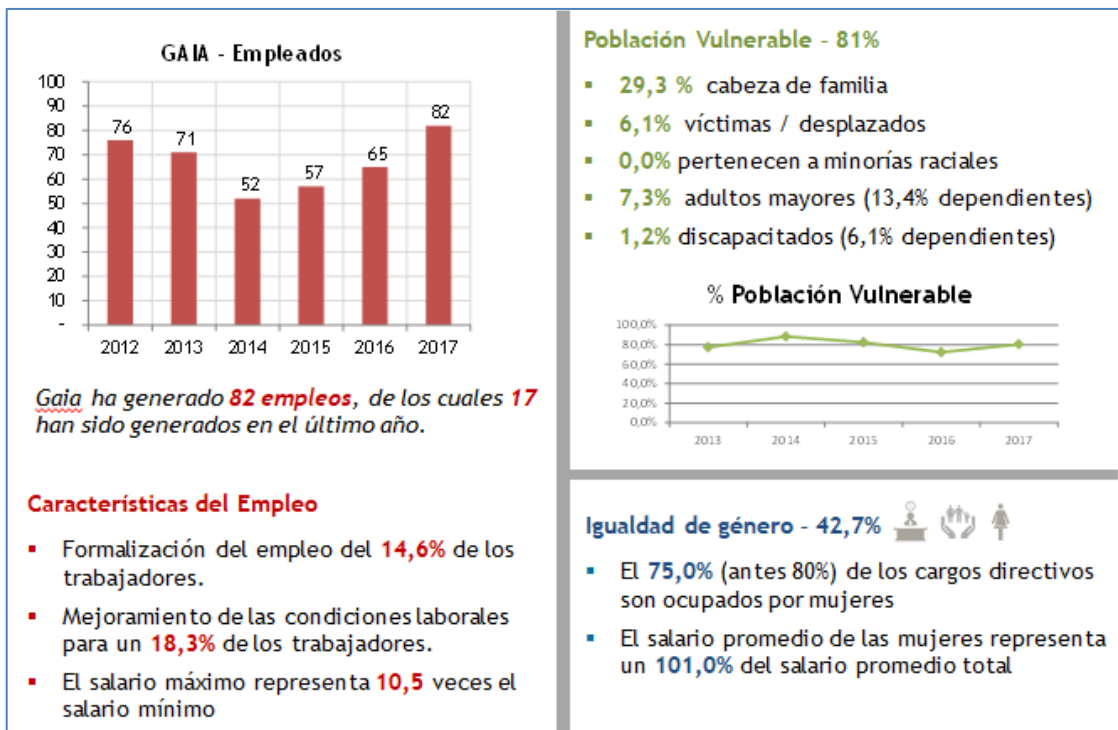 GAIA - Empleados
100
90
80
70
60
50
40
30
20
10
-
76
71
52
57
65
82
2012 2013 2014 2015 2016 2017
Gaia ha generado 82 empleos, de los cuales 17
han sido generados en el último año.
Características del Empleo
▪ Formalización del empleo del 14,6% de los
trabajadores.
▪ Mejoramiento de las condiciones laborales
para un 18,3% de los trabajadores.
▪ El salario máximo representa 10,5 veces el
salario mínimo
Población Vulnerable - 81%
▪ 29,3 % cabeza de familia
▪ 6,1% víctimas / desplazados
▪ 0,0% pertenecen a minorías raciales
▪ 7,3% adultos mayores (13,4% dependientes)
▪ 1,2% discapacitados (6,1% dependientes)
% Población Vulnerable
100,0%
80,0%
60,0%
40,0%
20,0%
0,0%
2013 2014 2015 2016 2017
Igualdad de género - 42,7%
▪ El 75,0% (antes 80%) de los cargos directivos
son ocupados por mujeres
▪ El salario promedio de las mujeres representa
un 101,0% del salario promedio total